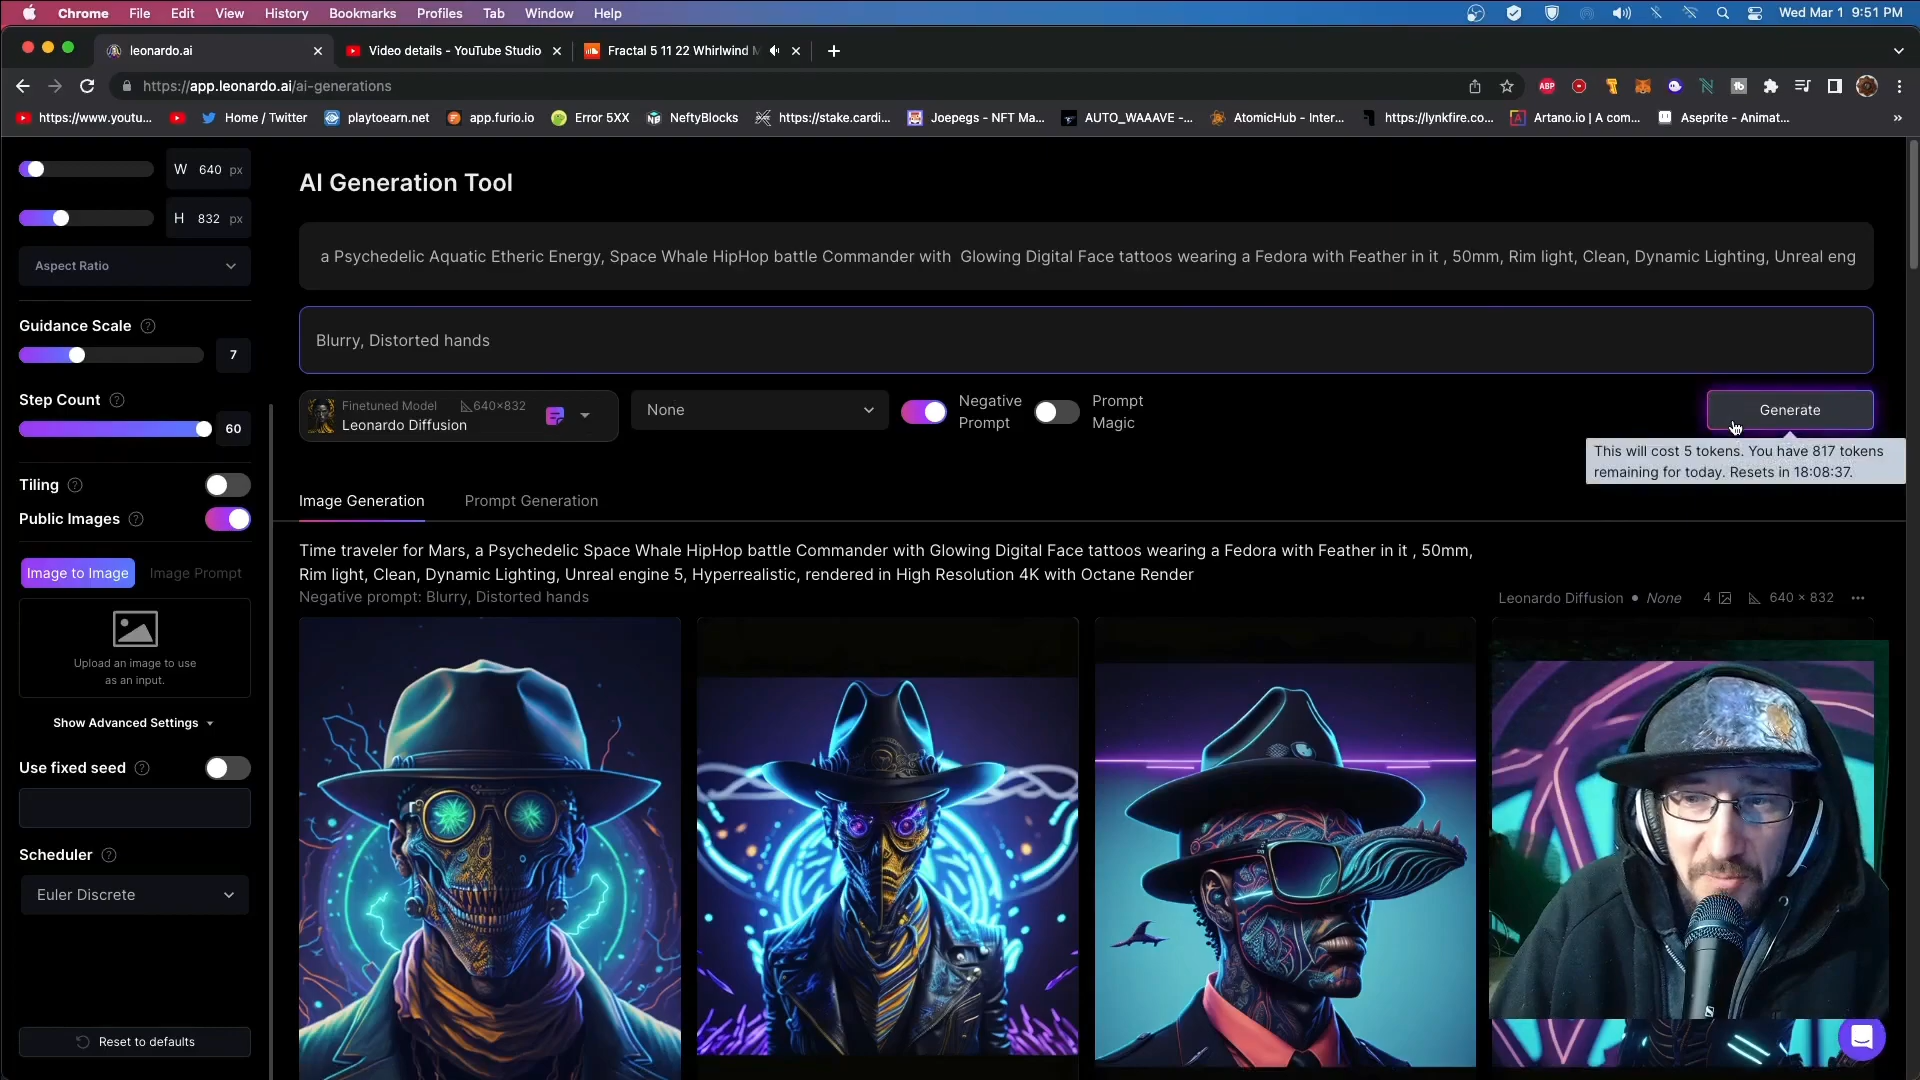 Chrome File Edit View History Bookmarks Profiles Tab Window Help
Wed Mar 1 9:51 PM
leonardo.ai
Video details - YouTube Studio
Fractal 5 11 22 Whirlwind
https://app.leonardo.ai/ai-generations
ABP
https://www.youtu...
Home / Twitter
playtoearn.net
app.furio.io
Error 5XX
NeftyBlocks
https://stake.cardi...
Joepegs - NFT Ma...
AUTO_WAAAVE -...
AtomicHub - Inter...
https://lynkfire.co...
Artano.io | A com...
Aseprite - Animat...
W 640 px
H 832 px
Aspect Ratio
Guidance Scale
7
Step Count
60
Tiling
Public Images
Image to Image
Image Prompt
Upload an image to use
as an input.
Show Advanced Settings
Use fixed seed
Scheduler
Euler Discrete
Reset to defaults
AI Generation Tool
a Psychedelic Aquatic Etheric Energy, Space Whale HipHop battle Commander with Glowing Digital Face tattoos wearing a Fedora with Feather in it , 50mm, Rim light, Clean, Dynamic Lighting, Unreal eng
Blurry, Distorted hands
Finetuned Model 640×832
Leonardo Diffusion
None
Negative
Prompt
Prompt
Magic
Generate
This will cost 5 tokens. You have 817 tokens
remaining for today. Resets in 18:08:37.
Image Generation
Prompt Generation
Time traveler for Mars, a Psychedelic Space Whale HipHop battle Commander with Glowing Digital Face tattoos wearing a Fedora with Feather in it , 50mm,
Rim light, Clean, Dynamic Lighting, Unreal engine 5, Hyperrealistic, rendered in High Resolution 4K with Octane Render
Negative prompt: Blurry, Distorted hands
Leonardo Diffusion • None 4 640 × 832 •••